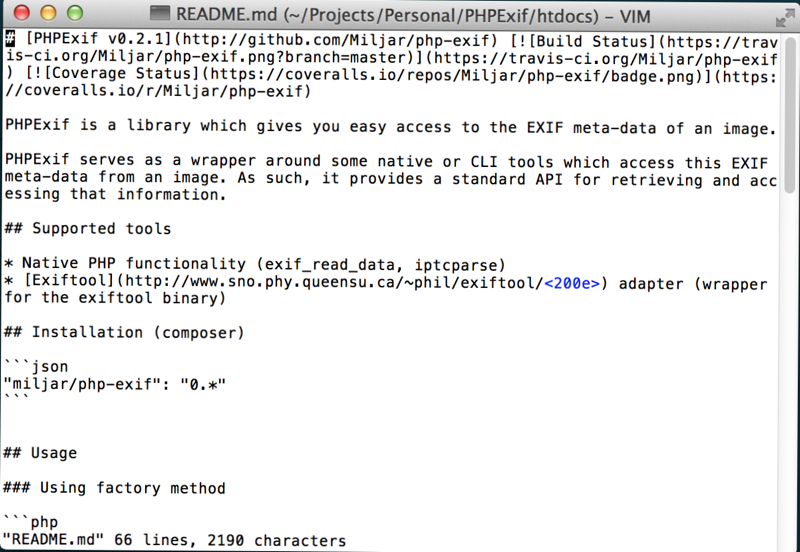 README.md (~/Projects/Personal/PHPExif/htdocs) – VIM
# [PHPExif v0.2.1](http://github.com/Miljar/php-exif) [![Build Status](https://trav
is-ci.org/Miljar/php-exif.png?branch=master)](https://travis-ci.org/Miljar/php-exif
) [![Coverage Status](https://coveralls.io/repos/Miljar/php-exif/badge.png)](https:
//coveralls.io/r/Miljar/php-exif)
PHPExif is a library which gives you easy access to the EXIF meta-data of an image.
PHPExif serves as a wrapper around some native or CLI tools which access this EXIF
meta-data from an image. As such, it provides a standard API for retrieving and acc
essing that information.
## Supported tools
* Native PHP functionality (exif_read_data, iptcparse)
* [Exiftool](http://www.sno.phy.queensu.ca/~phil/exiftool/<200e>) adapter (wrapper
for the exiftool binary)
## Installation (composer)
```json
"miljar/php-exif": "0.*"
```
## Usage
### Using factory method
```php
"README.md" 66 lines, 2190 characters